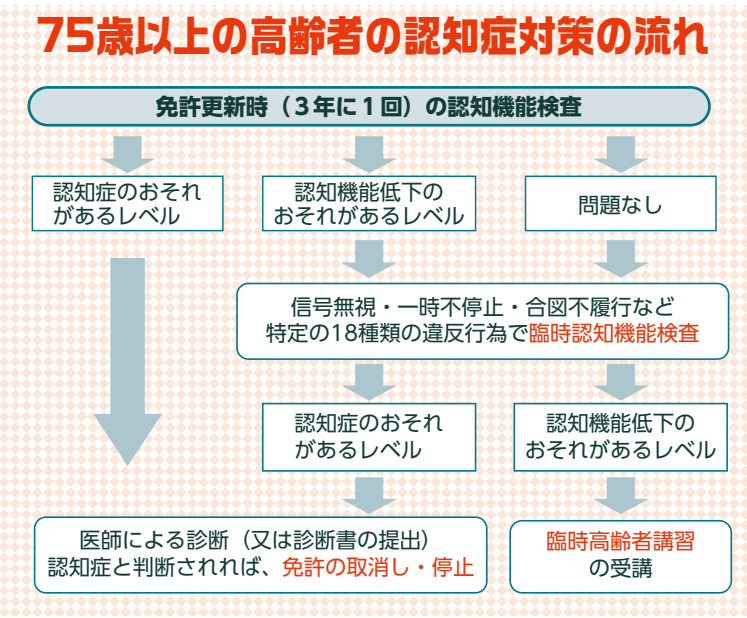 75歳以上の高齢者の認知症対策の流れ
免許更新時（３年に１回）の認知機能検査
認知症のおそれ
があるレベル
認知機能低下の
おそれがあるレベル
問題なし
信号無視・一時不停止・合図不履行など
特定の18種類の違反行為で臨時認知機能検査
認知症のおそれ
があるレベル
認知機能低下の
おそれがあるレベル
医師による診断（又は診断書の提出）
認知症と判断されれば、免許の取消し・停止
臨時高齢者講習
の受講